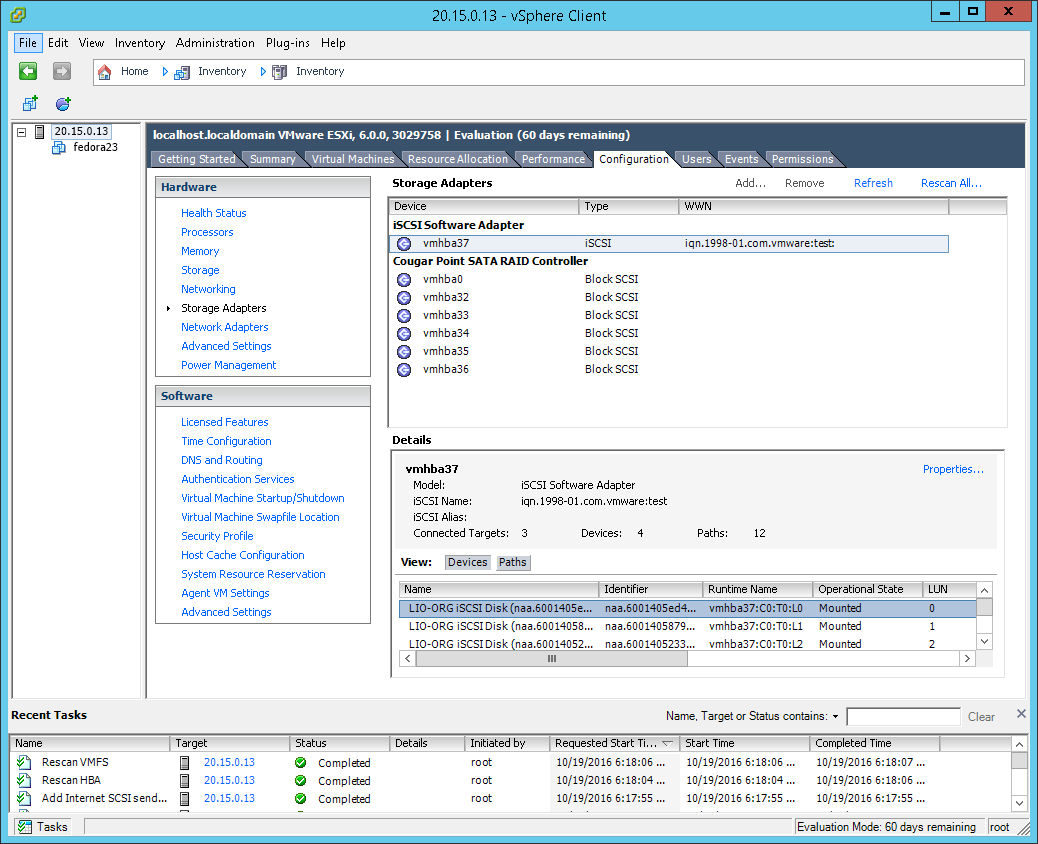 20.15.0.13 - vSphere Client
File Edit View Inventory Administration Plug-ins Help
Home Inventory Inventory
20.15.0.13
fedora23
localhost.localdomain VMware ESXi, 6.0.0, 3029758 | Evaluation (60 days remaining)
Getting Started Summary Virtual Machines Resource Allocation Performance Configuration Users Events Permissions
Hardware
Health Status
Processors
Memory
Storage
Networking
Storage Adapters
Network Adapters
Advanced Settings
Power Management
Software
Licensed Features
Time Configuration
DNS and Routing
Authentication Services
Virtual Machine Startup/Shutdown
Virtual Machine Swapfile Location
Security Profile
Host Cache Configuration
System Resource Reservation
Agent VM Settings
Advanced Settings
Storage Adapters Add... Remove Refresh Rescan All...
Device Type WWN
iSCSI Software Adapter
vmhba37 iSCSI iqn.1998-01.com.vmware:test:
Cougar Point SATA RAID Controller
vmhba0 Block SCSI
vmhba32 Block SCSI
vmhba33 Block SCSI
vmhba34 Block SCSI
vmhba35 Block SCSI
vmhba36 Block SCSI
Details
vmhba37 Properties...
Model: iSCSI Software Adapter
iSCSI Name: iqn.1998-01.com.vmware:test
iSCSI Alias:
Connected Targets: 3 Devices: 4 Paths: 12
View: Devices Paths
Name Identifier Runtime Name Operational State LUN
LIO-ORG iSCSI Disk (naa.6001405e... naa.6001405ed4... vmhba37:C0:T0:L0 Mounted 0
LIO-ORG iSCSI Disk (naa.60014058... naa.6001405879... vmhba37:C0:T0:L1 Mounted 1
LIO-ORG iSCSI Disk (naa.60014052... naa.6001405233... vmhba37:C0:T0:L2 Mounted 2
Recent Tasks Name, Target or Status contains: Clear
Name Target Status Details Initiated by Requested Start Ti... Start Time Completed Time
Rescan VMFS 20.15.0.13 Completed root 10/19/2016 6:18:06 ... 10/19/2016 6:18:06 ... 10/19/2016 6:18:07 ...
Rescan HBA 20.15.0.13 Completed root 10/19/2016 6:18:04 ... 10/19/2016 6:18:04 ... 10/19/2016 6:18:06 ...
Add Internet SCSI send... 20.15.0.13 Completed root 10/19/2016 6:17:55 ... 10/19/2016 6:17:55 ... 10/19/2016 6:17:55 ...
Tasks Evaluation Mode: 60 days remaining root